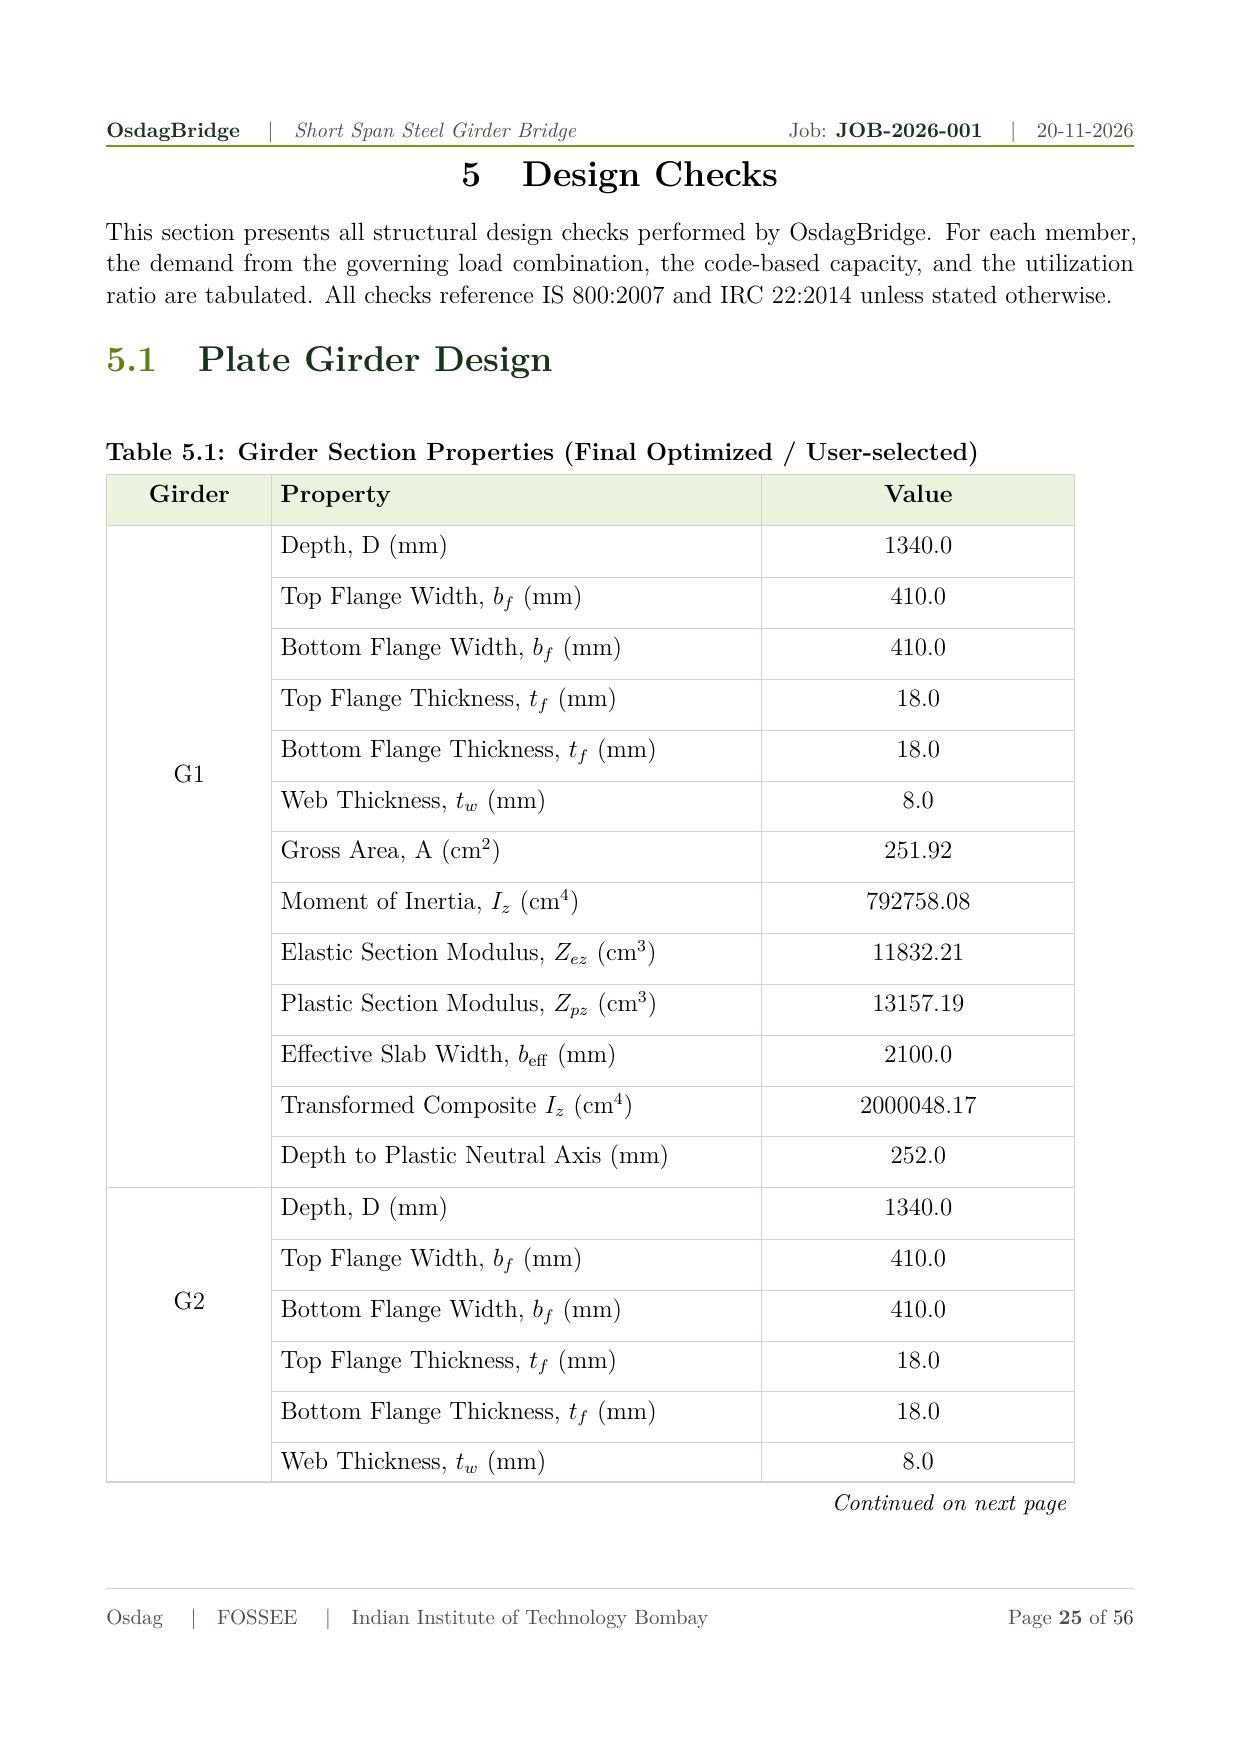 OsdagBridge | Short Span Steel Girder Bridge Job: JOB-2026-001 | 20-11-2026
5 Design Checks
This section presents all structural design checks performed by OsdagBridge. For each member,
the demand from the governing load combination, the code-based capacity, and the utilization
ratio are tabulated. All checks reference IS 800:2007 and IRC 22:2014 unless stated otherwise.
5.1 Plate Girder Design
Table 5.1: Girder Section Properties (Final Optimized / User-selected)
Girder Property Value
G1
Depth, D (mm) 1340.0
Top Flange Width, b_f (mm) 410.0
Bottom Flange Width, b_f (mm) 410.0
Top Flange Thickness, t_f (mm) 18.0
Bottom Flange Thickness, t_f (mm) 18.0
Web Thickness, t_w (mm) 8.0
Gross Area, A (cm²) 251.92
Moment of Inertia, I_z (cm⁴) 792758.08
Elastic Section Modulus, Z_ez (cm³) 11832.21
Plastic Section Modulus, Z_pz (cm³) 13157.19
Effective Slab Width, b_eff (mm) 2100.0
Transformed Composite I_z (cm⁴) 2000048.17
Depth to Plastic Neutral Axis (mm) 252.0
G2
Depth, D (mm) 1340.0
Top Flange Width, b_f (mm) 410.0
Bottom Flange Width, b_f (mm) 410.0
Top Flange Thickness, t_f (mm) 18.0
Bottom Flange Thickness, t_f (mm) 18.0
Web Thickness, t_w (mm) 8.0
Continued on next page
Osdag | FOSSEE | Indian Institute of Technology Bombay Page 25 of 56